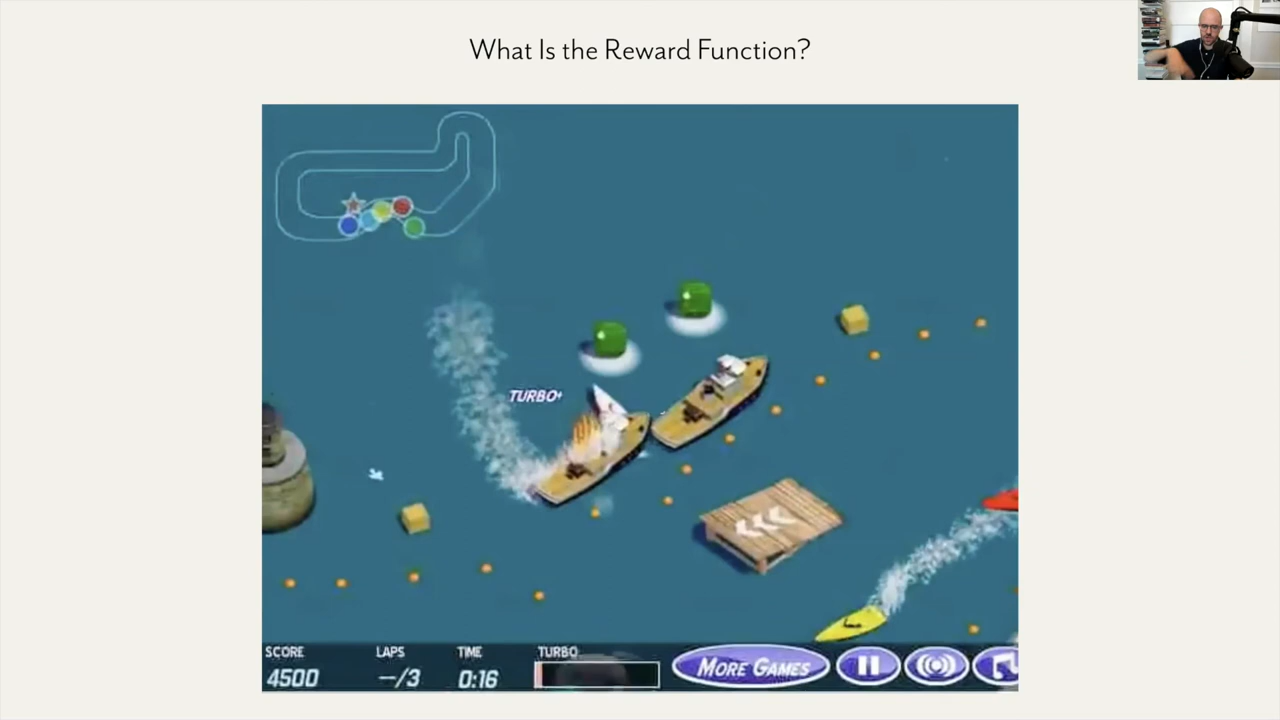 What Is the Reward Function?
TURBO+
SCORE
LAPS
TIME
TURBO
4500
--/3
0:16
MORE GAMES